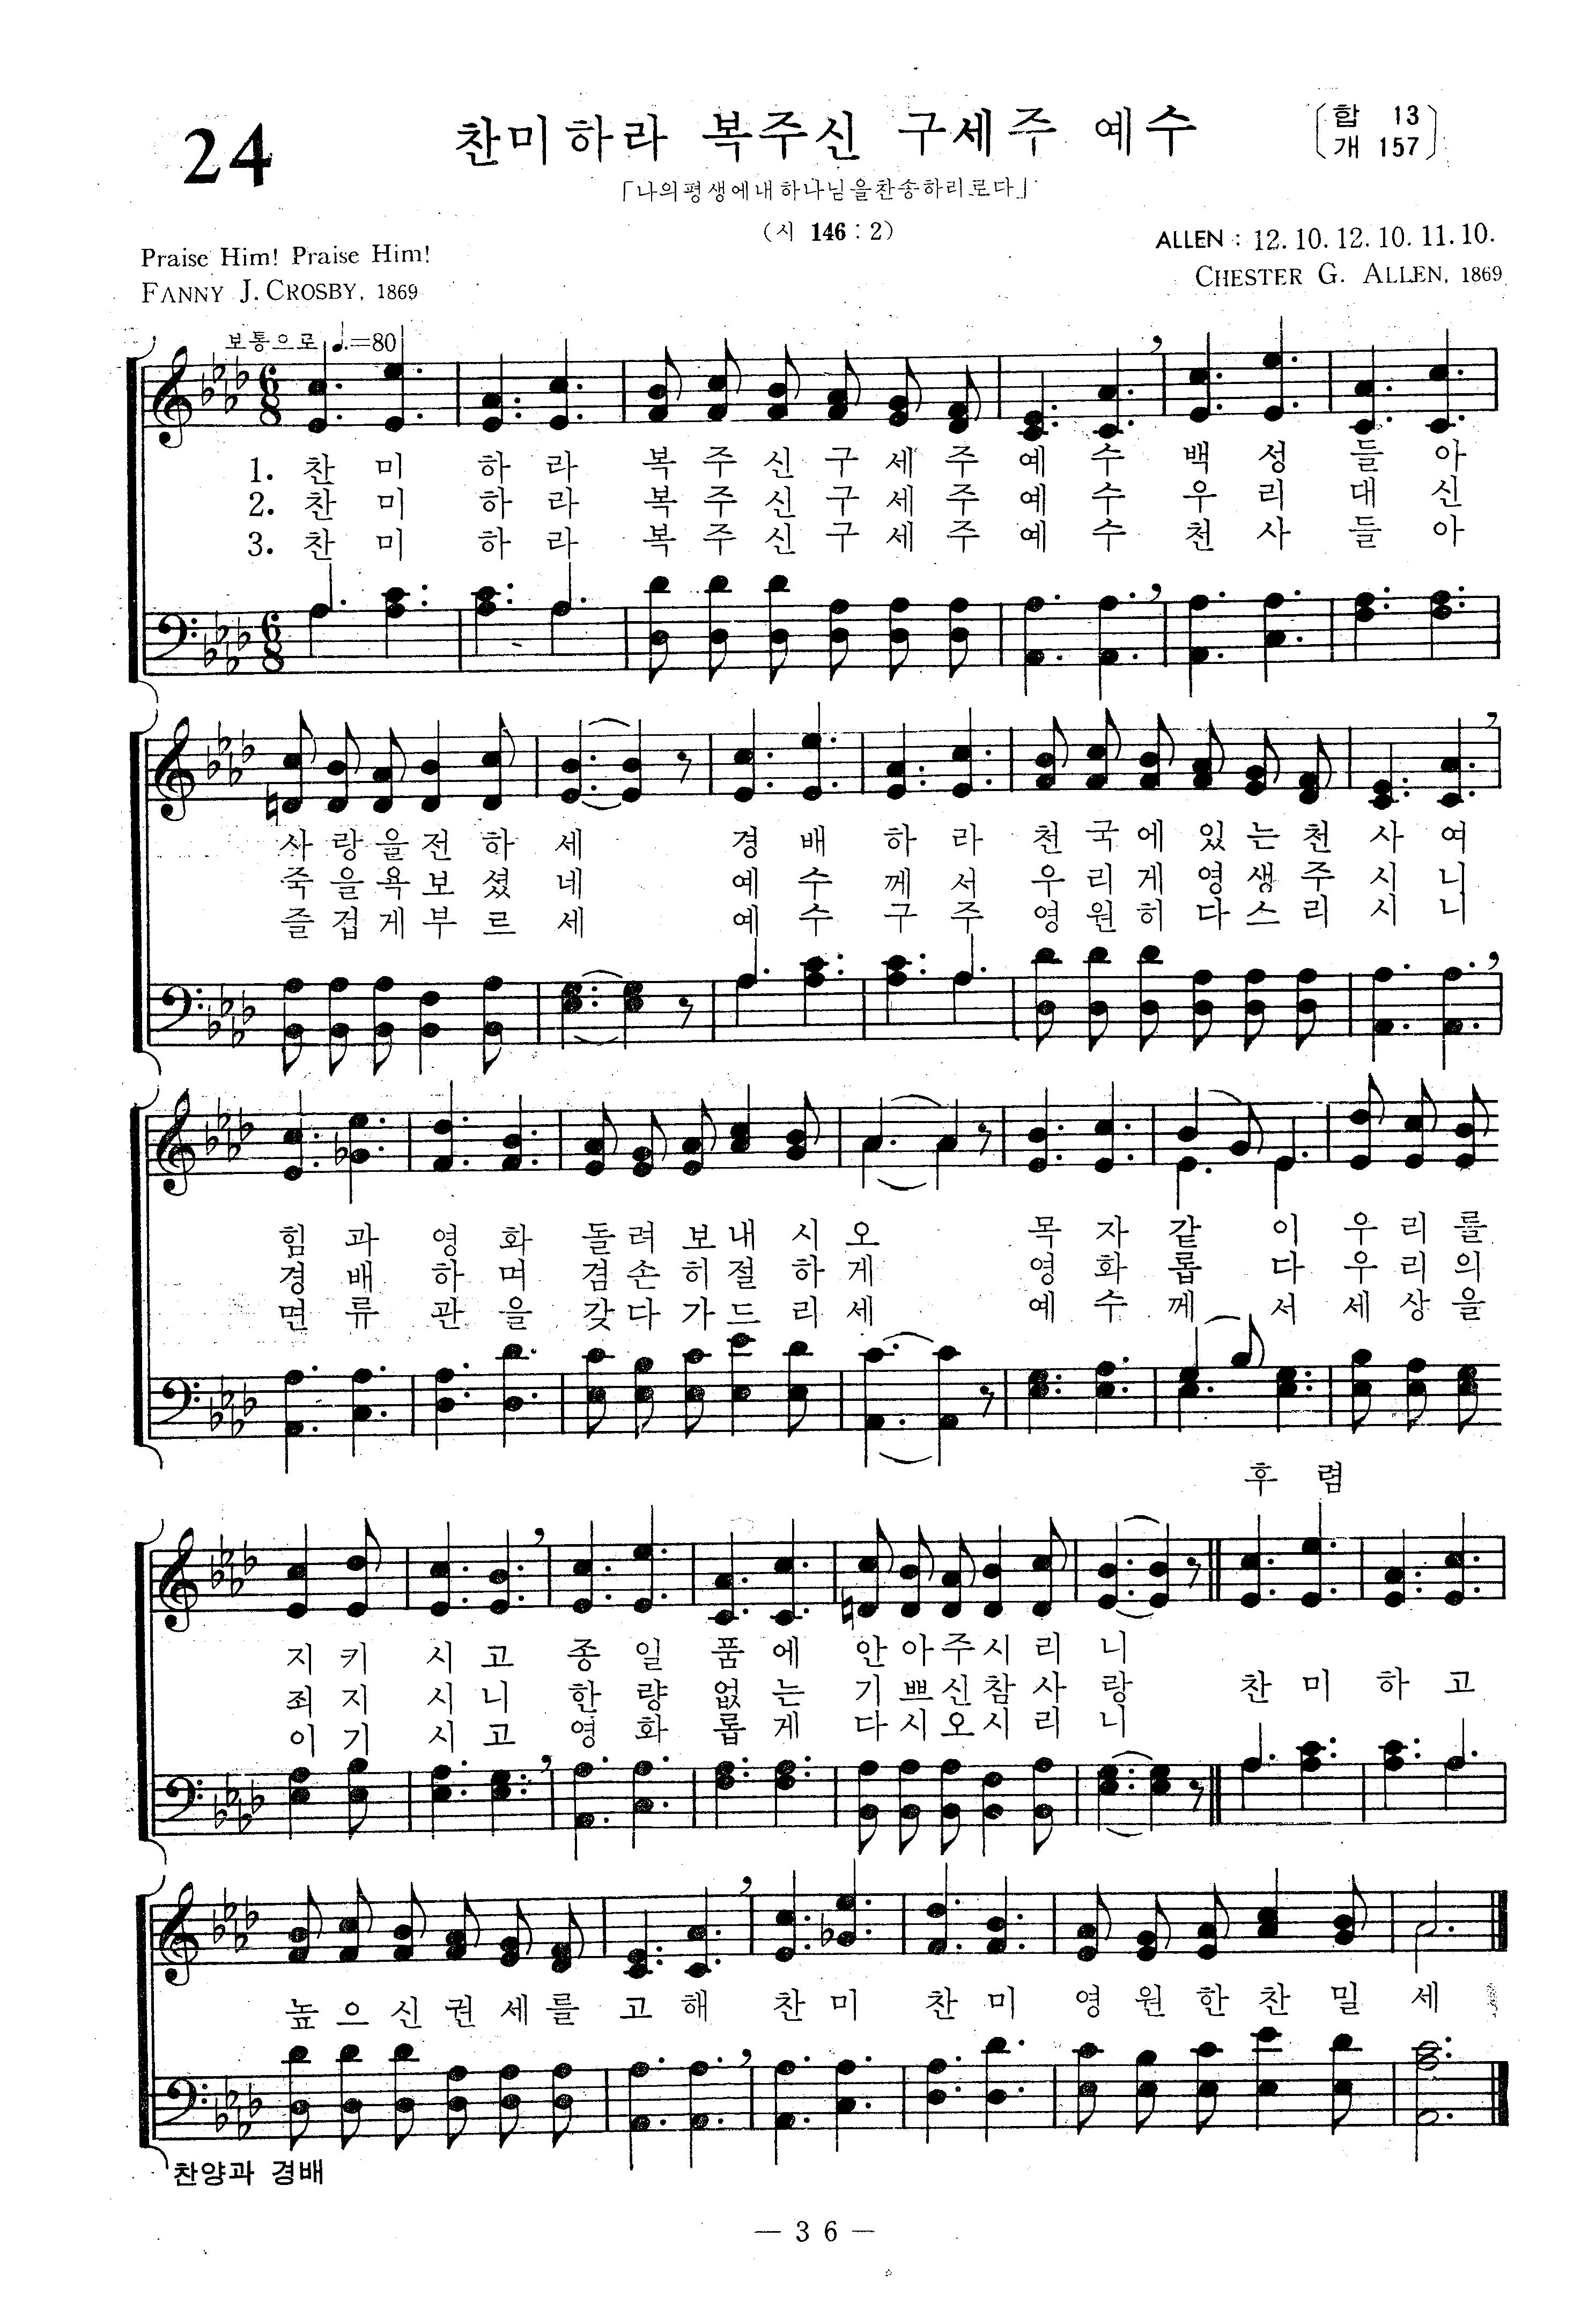 24
찬미하라 복주신 구세주 예수
합 13
개 157
「나의평생에내하나님을찬송하리로다」
(시 146 : 2)
Praise Him! Praise Him!
FANNY J. CROSBY, 1869
ALLEN : 12. 10. 12. 10. 11. 10.
CHESTER G. ALLEN, 1869
보통으로 ♩.=80
1. 찬 미 하 라 복 주 신 구 세 주 예 수 백 성 들 아
2. 찬 미 하 라 복 주 신 구 세 주 예 수 우 리 대 신
3. 찬 미 하 라 복 주 신 구 세 주 예 수 천 사 들 아
사 랑 을 전 하 세 경 배 하 라 천 국 에 있 는 천 사 여
죽 을 욕 보 셨 네 예 수 께 서 우 리 게 영 생 주 시 니
즐 겁 게 부 르 세 예 수 구 주 영 원 히 다 스 리 시 니
힘 과 영 화 돌 려 보 내 시 오 목 자 같 이 우 리 를
경 배 하 며 겸 손 히 절 하 게 영 화 롭 다 우 리 의
면 류 관 을 갖 다 가 드 리 세 예 수 께 서 세 상 을
후 렴
지 키 시 고 종 일 품 에 안 아 주 시 리 니
죄 지 시 니 한 량 없 는 기 쁘 신 참 사 랑 찬 미 하 고
이 기 시 고 영 화 롭 게 다 시 오 시 리 니
높 으 신 권 세 를 고 해 찬 미 찬 미 영 원 한 찬 밀 세
찬양과 경배
— 3 6 —